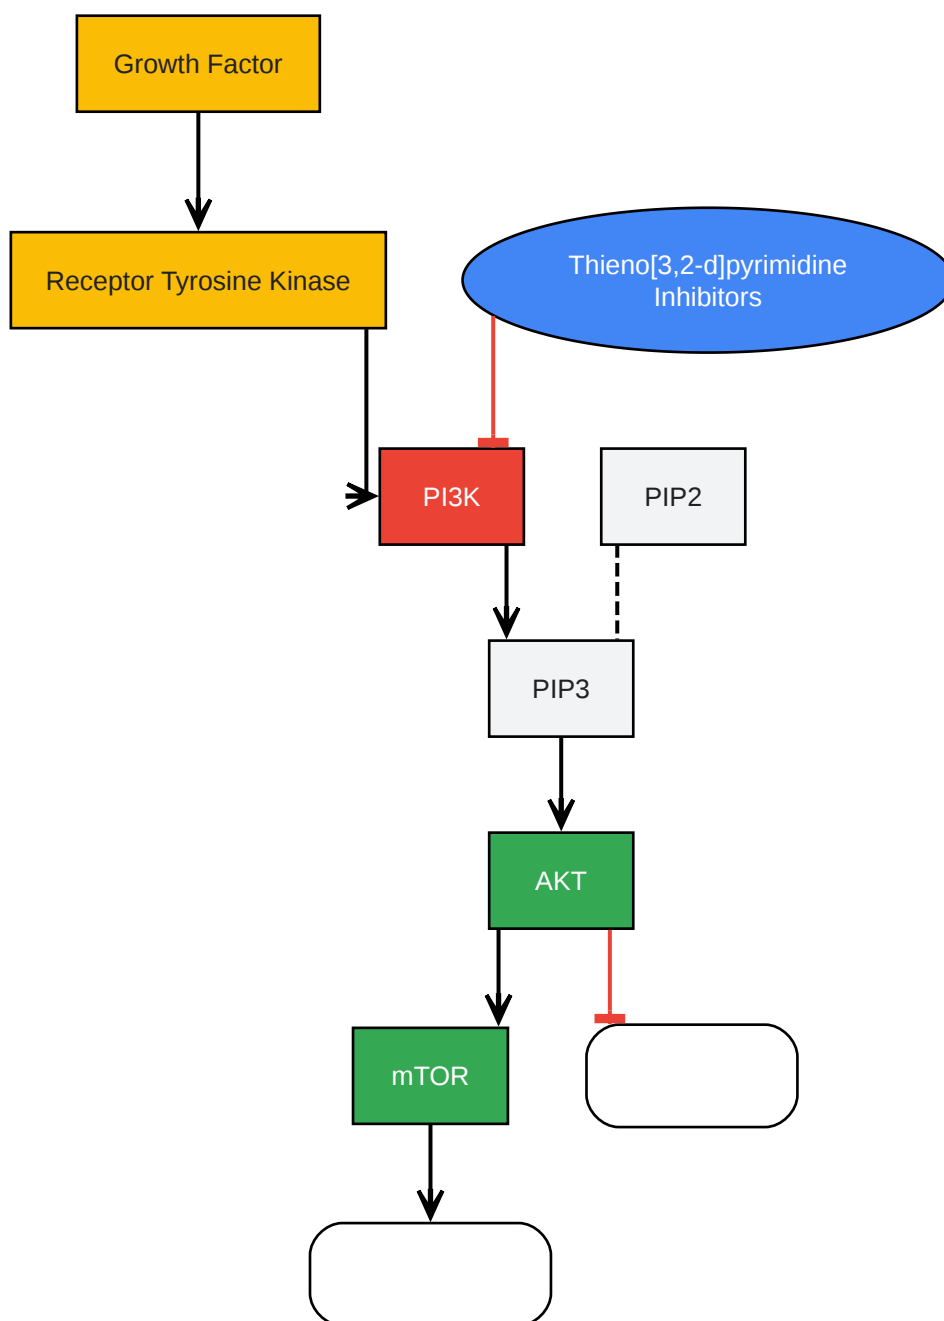 Growth Factor
Receptor Tyrosine Kinase
Thieno[3,2-d]pyrimidine
Inhibitors
PI3K
PIP2
PIP3
AKT
mTOR